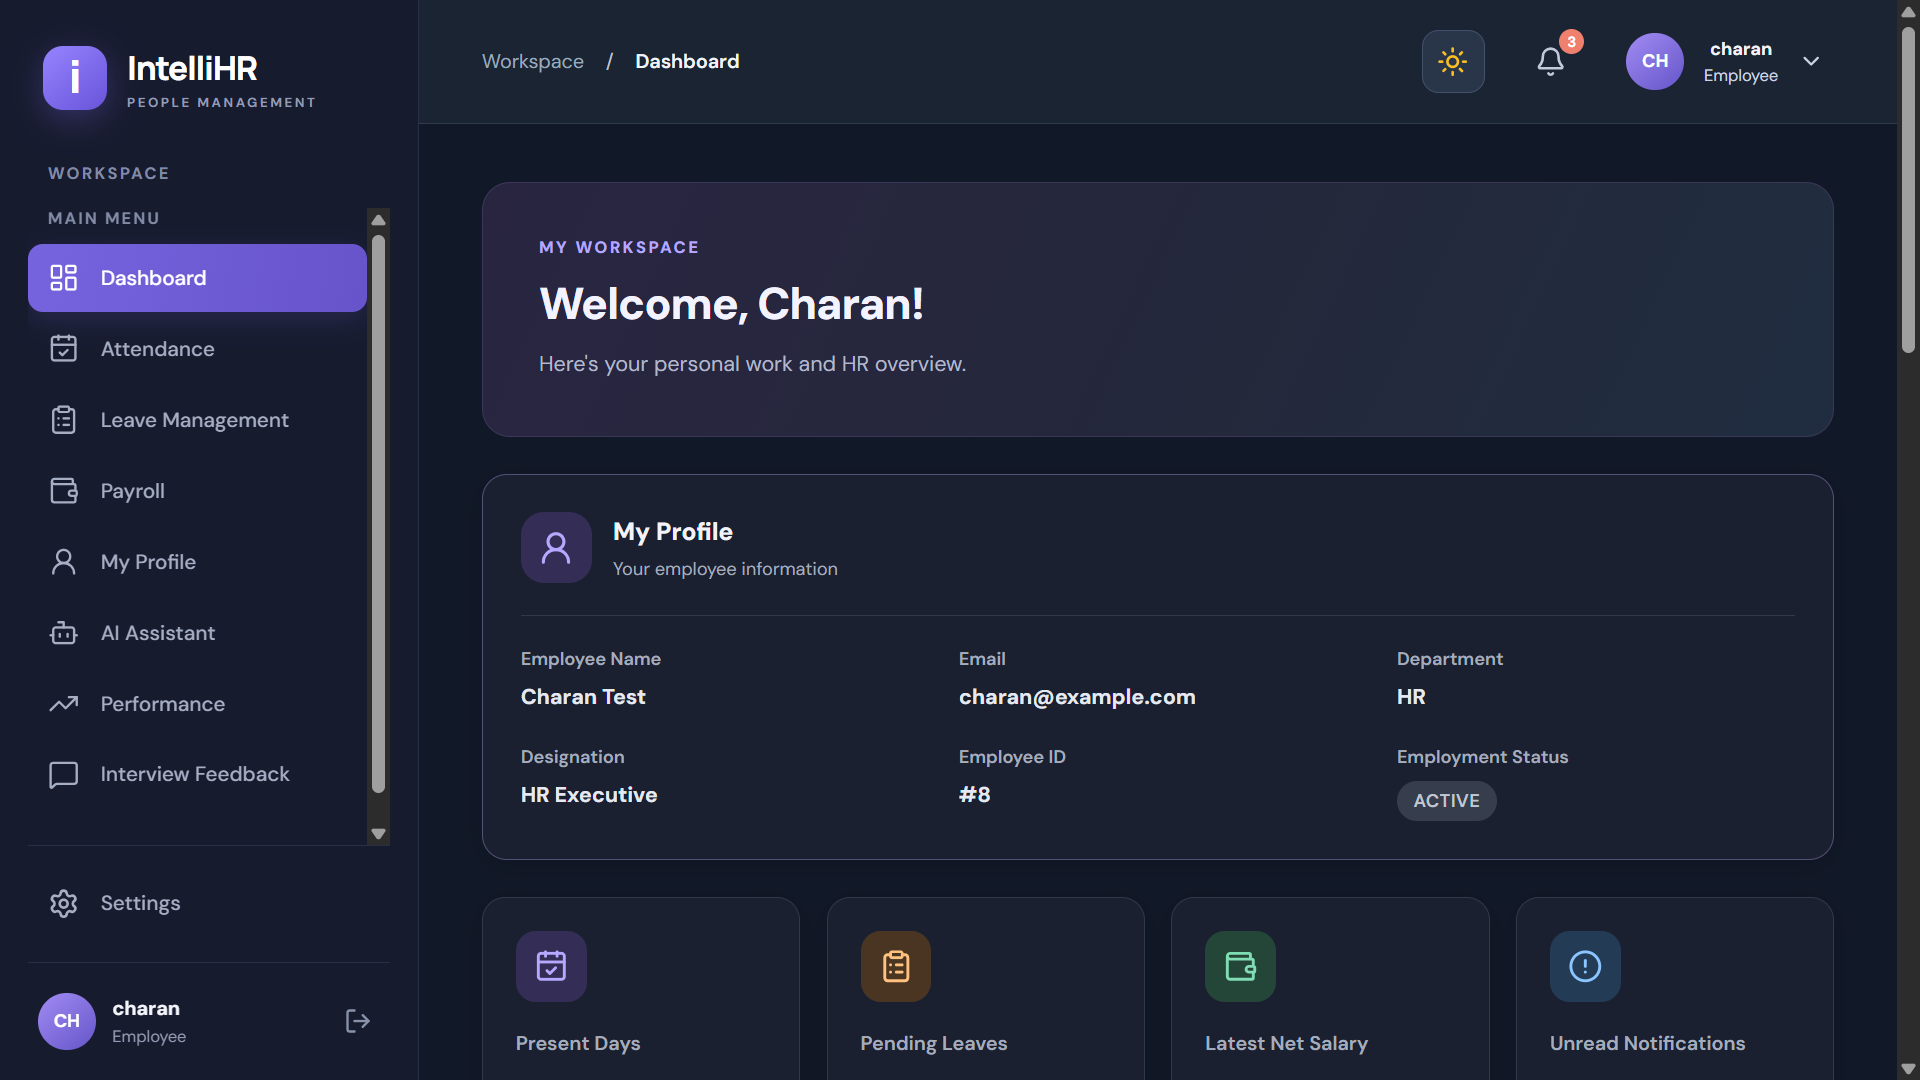 i
IntelliHR
PEOPLE MANAGEMENT
WORKSPACE
MAIN MENU
Dashboard
Attendance
Leave Management
Payroll
My Profile
AI Assistant
Performance
Interview Feedback
Settings
CH
charan
Employee
Workspace / Dashboard
3
CH
charan
Employee
MY WORKSPACE
Welcome, Charan!
Here's your personal work and HR overview.
My Profile
Your employee information
Employee Name
Charan Test
Email
charan@example.com
Department
HR
Designation
HR Executive
Employee ID
#8
Employment Status
ACTIVE
Present Days
Pending Leaves
Latest Net Salary
Unread Notifications